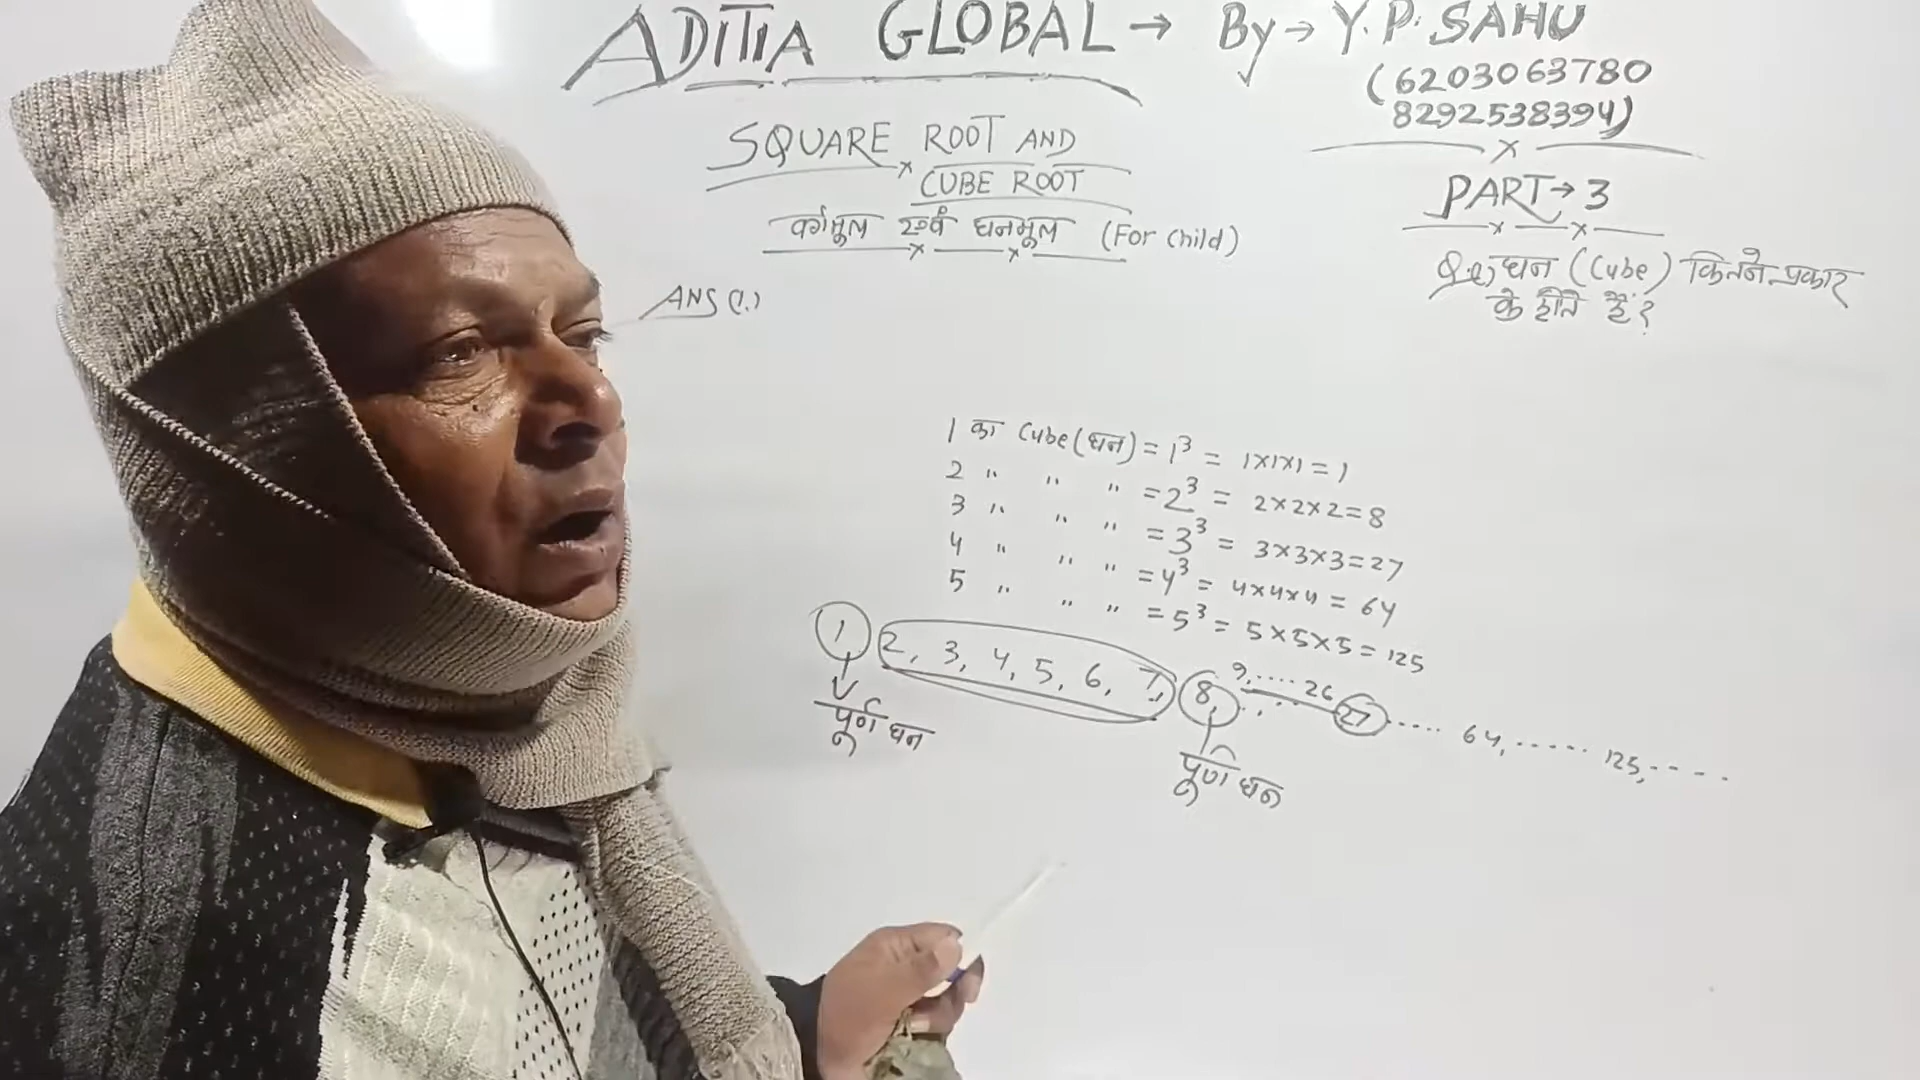 ADITIA GLOBAL → By → Y.P. SAHU
(6203063780
8292538394)
SQUARE ROOT AND
CUBE ROOT
वर्गमूल एवं घनमूल (For child)
PART → 3
Q.(1) घन (Cube) कितने प्रकार
के होते हैं?
ANS (1.)
1 का Cube (घन) = 1³ = 1×1×1 = 1
2 " " " = 2³ = 2×2×2 = 8
3 " " " = 3³ = 3×3×3 = 27
4 " " " = 4³ = 4×4×4 = 64
5 " " " = 5³ = 5×5×5 = 125
1 2, 3, 4, 5, 6, 7, 8, 9, .... 26 27 ..... 64, ...... 125, - - - -
पूर्ण घन
पूर्ण घन